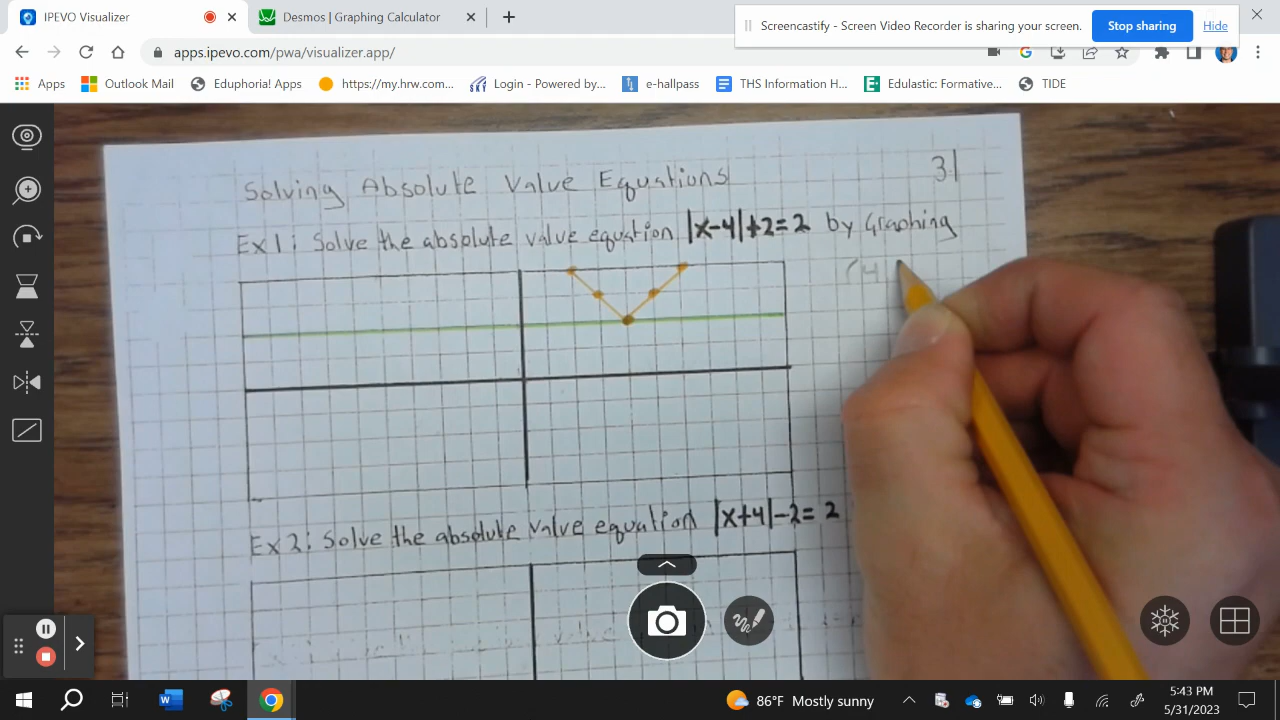 IPEVO Visualizer
Desmos | Graphing Calculator
Screencastify - Screen Video Recorder is sharing your screen.
Stop sharing
Hide
apps.ipevo.com/pwa/visualizer.app/
Apps
Outlook Mail
Eduphoria! Apps
https://my.hrw.com...
Login - Powered by...
e-hallpass
THS Information H...
Edulastic: Formative...
TIDE
31
Solving Absolute Value Equations
Ex1: Solve the absolute value equation |x-4|+2=2 by Graphing
(4
Ex2: Solve the absolute value equation |x+4|-2=2
86°F Mostly sunny
5:43 PM
5/31/2023